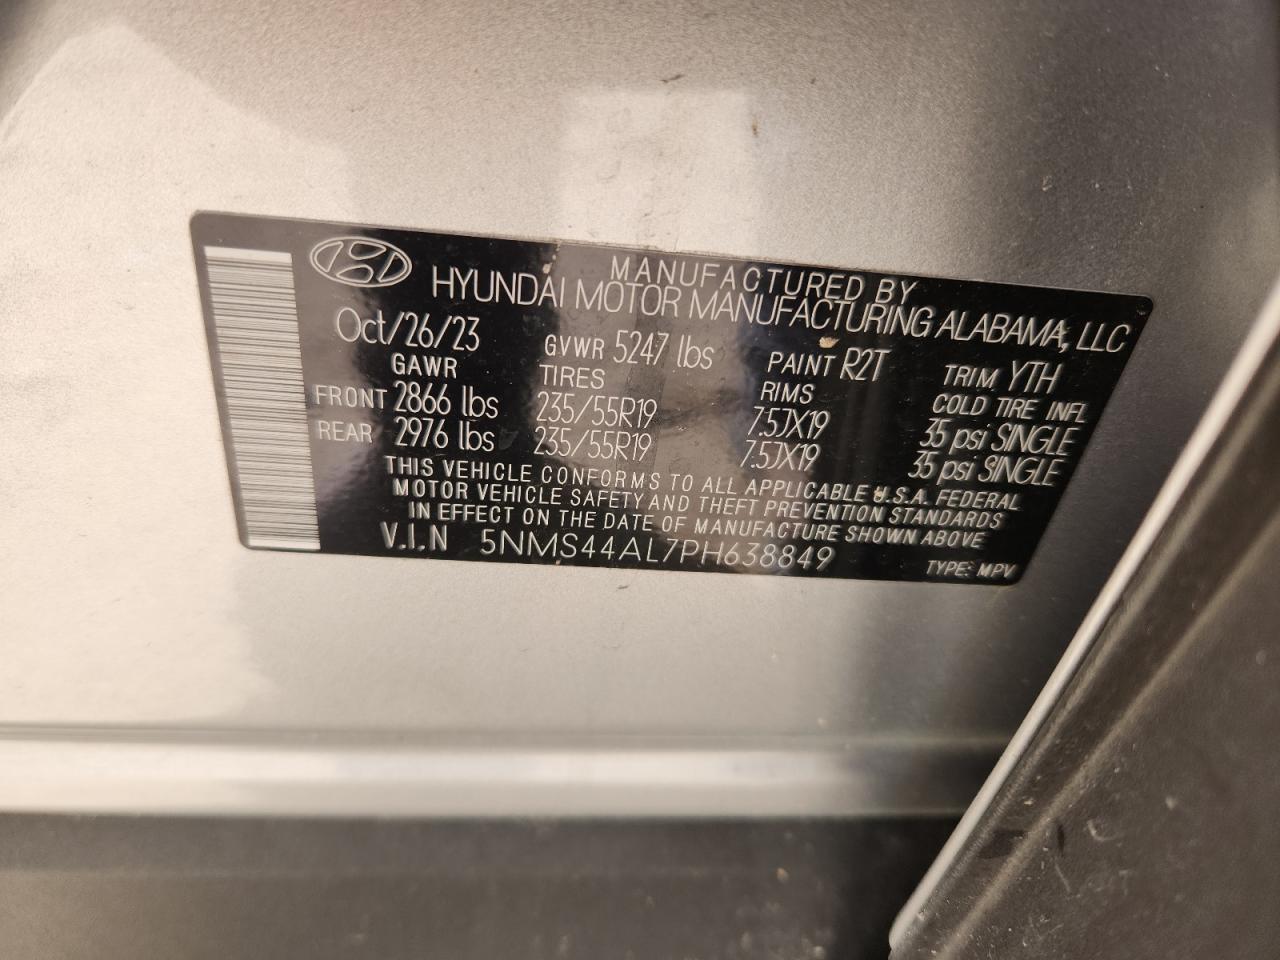 MANUFACTURED BY
HYUNDAI MOTOR MANUFACTURING ALABAMA, LLC
Oct/26/23 GVWR 5247 lbs PAINT R2T TRIM YTH
GAWR TIRES RIMS COLD TIRE INFL
FRONT 2866 lbs 235/55R19 7.5JX19 35 psi SINGLE
REAR 2976 lbs 235/55R19 7.5JX19 35 psi SINGLE
THIS VEHICLE CONFORMS TO ALL APPLICABLE U.S.A. FEDERAL
MOTOR VEHICLE SAFETY AND THEFT PREVENTION STANDARDS
IN EFFECT ON THE DATE OF MANUFACTURE SHOWN ABOVE
V.I.N 5NMS44AL7PH638849 TYPE: MPV